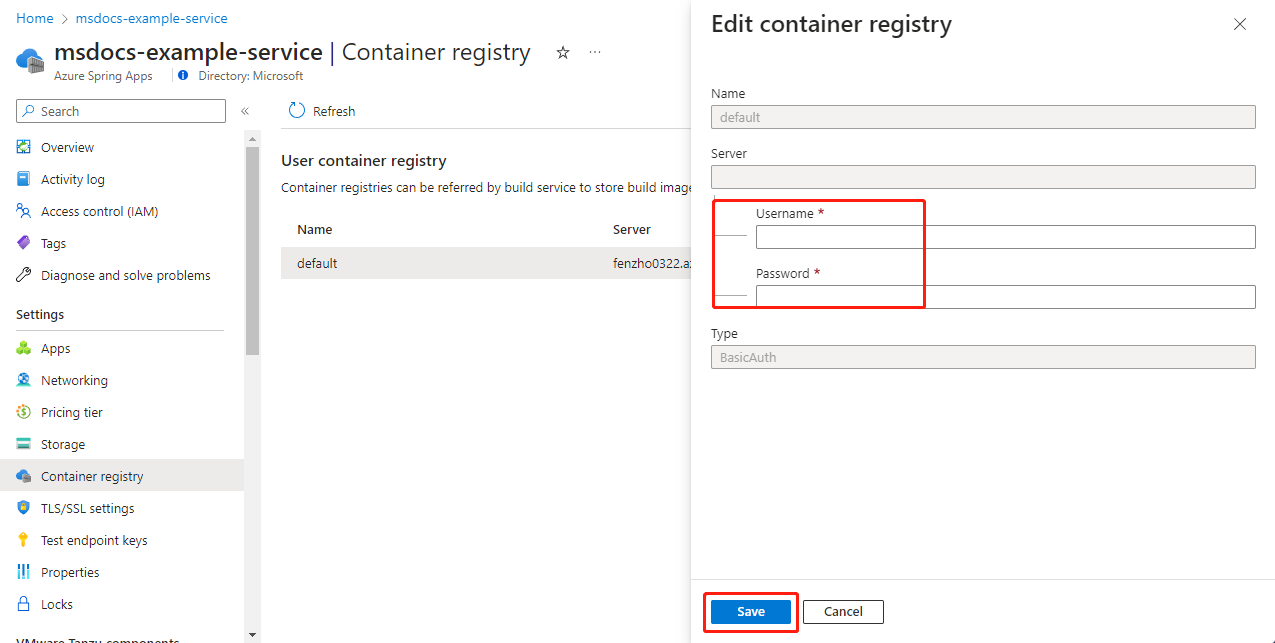 Home > msdocs-example-service
msdocs-example-service | Container registry
Azure Spring Apps
Directory: Microsoft
Search
Overview
Activity log
Access control (IAM)
Tags
Diagnose and solve problems
Settings
Apps
Networking
Pricing tier
Storage
Container registry
TLS/SSL settings
Test endpoint keys
Properties
Locks
VMware Tanzu components
Refresh
User container registry
Container registries can be referred by build service to store build image
Name Server
default fenzho0322.a
Edit container registry
Name
default
Server
Username *
Password *
Type
BasicAuth
Save Cancel